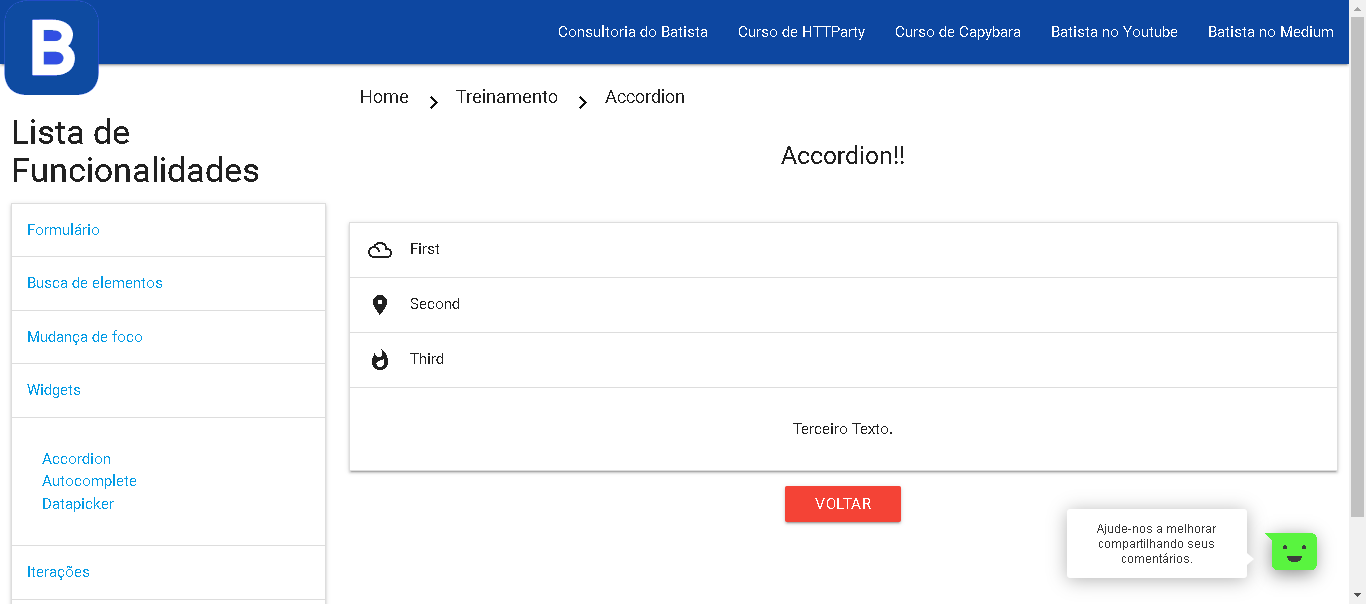 B
Consultoria do Batista
Curso de HTTParty
Curso de Capybara
Batista no Youtube
Batista no Medium
Lista de
Funcionalidades
Formulário
Busca de elementos
Mudança de foco
Widgets
Accordion
Autocomplete
Datapicker
Iterações
Home
Treinamento
Accordion
Accordion!!
First
Second
Third
Terceiro Texto.
VOLTAR
Ajude-nos a melhorar
compartilhando seus
comentários.